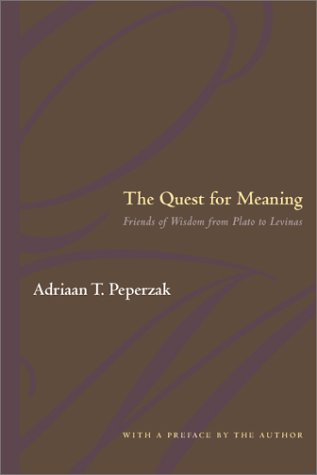 The Quest for Meaning
Friends of Wisdom from Plato to Levinas
Adriaan T. Peperzak
WITH A PREFACE BY THE AUTHOR